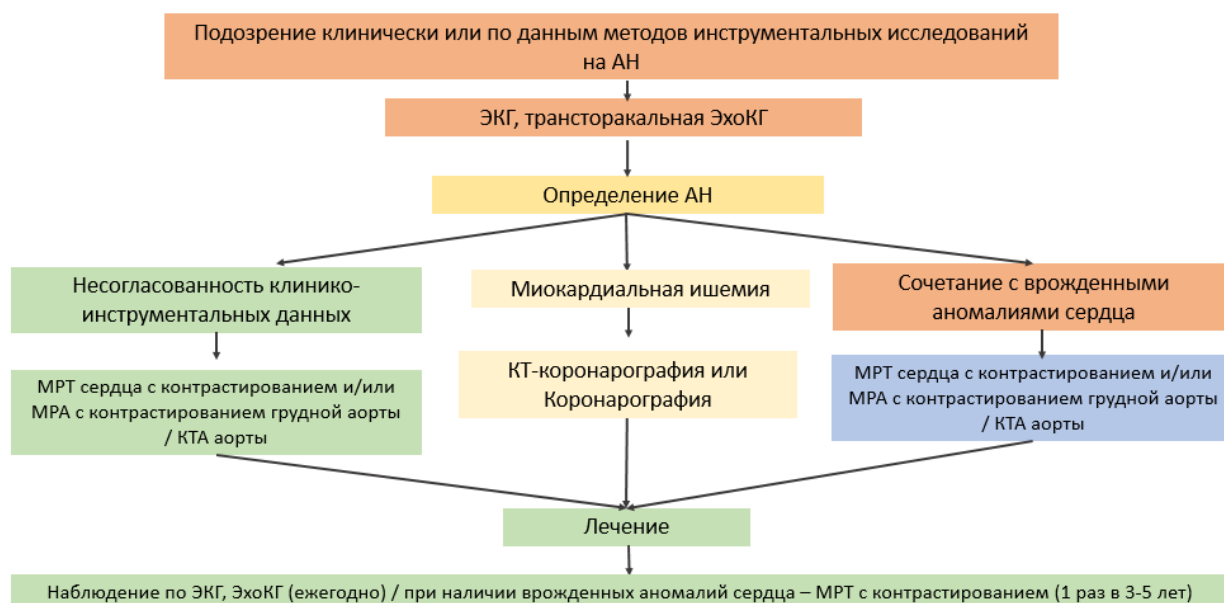 Подозрение клинически или по данным методов инструментальных исследований
на АН
ЭКГ, трансторакальная ЭхоКГ
Определение АН
Несогласованность клинико-
инструментальных данных
Миокардиальная ишемия
Сочетание с врожденными
аномалиями сердца
МРТ сердца с контрастированием и/или
МРА с контрастированием грудной аорты
/ КТА аорты
КТ-коронарография или
Коронарография
МРТ сердца с контрастированием и/или
МРА с контрастированием грудной аорты
/ КТА аорты
Лечение
Наблюдение по ЭКГ, ЭхоКГ (ежегодно) / при наличии врожденных аномалий сердца – МРТ с контрастированием (1 раз в 3-5 лет)